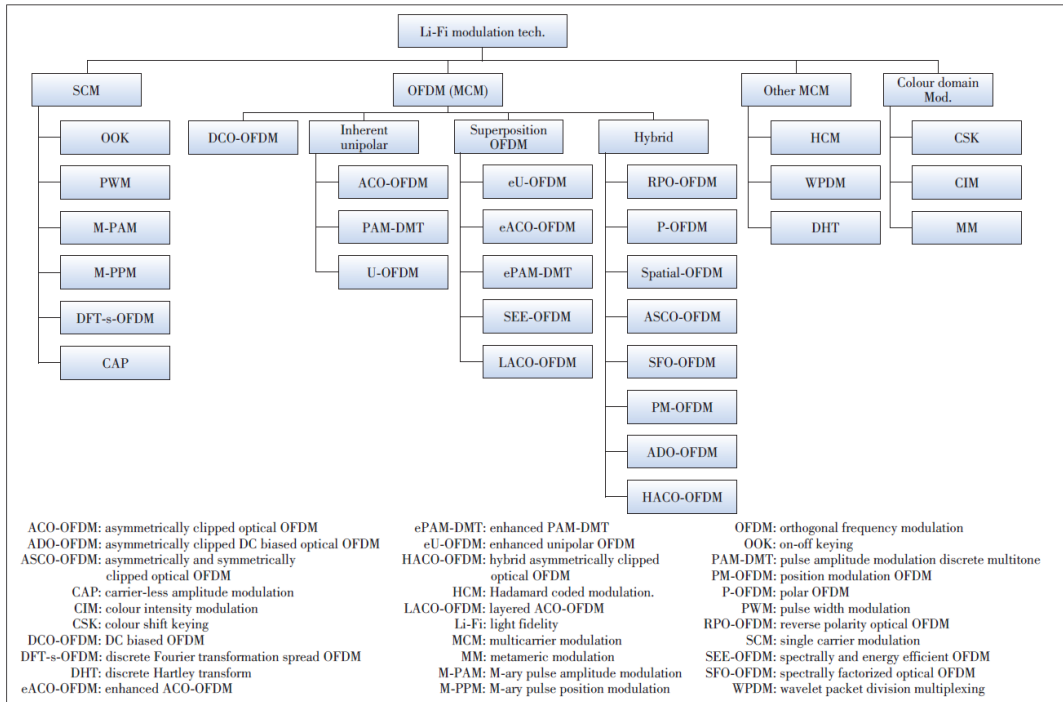 Li-Fi modulation tech.
SCM
OFDM (MCM)
Other MCM
Colour domain
Mod.
OOK
PWM
M-PAM
M-PPM
DFT-s-OFDM
CAP
DCO-OFDM
Inherent
unipolar
ACO-OFDM
PAM-DMT
U-OFDM
Superposition
OFDM
eU-OFDM
eACO-OFDM
ePAM-DMT
SEE-OFDM
LACO-OFDM
Hybrid
RPO-OFDM
P-OFDM
Spatial-OFDM
ASCO-OFDM
SFO-OFDM
PM-OFDM
ADO-OFDM
HACO-OFDM
HCM
WPDM
DHT
CSK
CIM
MM
ACO-OFDM: asymmetrically clipped optical OFDM
ADO-OFDM: asymmetrically clipped DC biased optical OFDM
ASCO-OFDM: asymmetrically and symmetrically
clipped optical OFDM
CAP: carrier-less amplitude modulation
CIM: colour intensity modulation
CSK: colour shift keying
DCO-OFDM: DC biased OFDM
DFT-s-OFDM: discrete Fourier transformation spread OFDM
DHT: discrete Hartley transform
eACO-OFDM: enhanced ACO-OFDM
ePAM-DMT: enhanced PAM-DMT
eU-OFDM: enhanced unipolar OFDM
HACO-OFDM: hybrid asymmetrically clipped
optical OFDM
HCM: Hadamard coded modulation.
LACO-OFDM: layered ACO-OFDM
Li-Fi: light fidelity
MCM: multicarrier modulation
MM: metameric modulation
M-PAM: M-ary pulse amplitude modulation
M-PPM: M-ary pulse position modulation
OFDM: orthogonal frequency modulation
OOK: on-off keying
PAM-DMT: pulse amplitude modulation discrete multitone
PM-OFDM: position modulation OFDM
P-OFDM: polar OFDM
PWM: pulse width modulation
RPO-OFDM: reverse polarity optical OFDM
SCM: single carrier modulation
SEE-OFDM: spectrally and energy efficient OFDM
SFO-OFDM: spectrally factorized optical OFDM
WPDM: wavelet packet division multiplexing